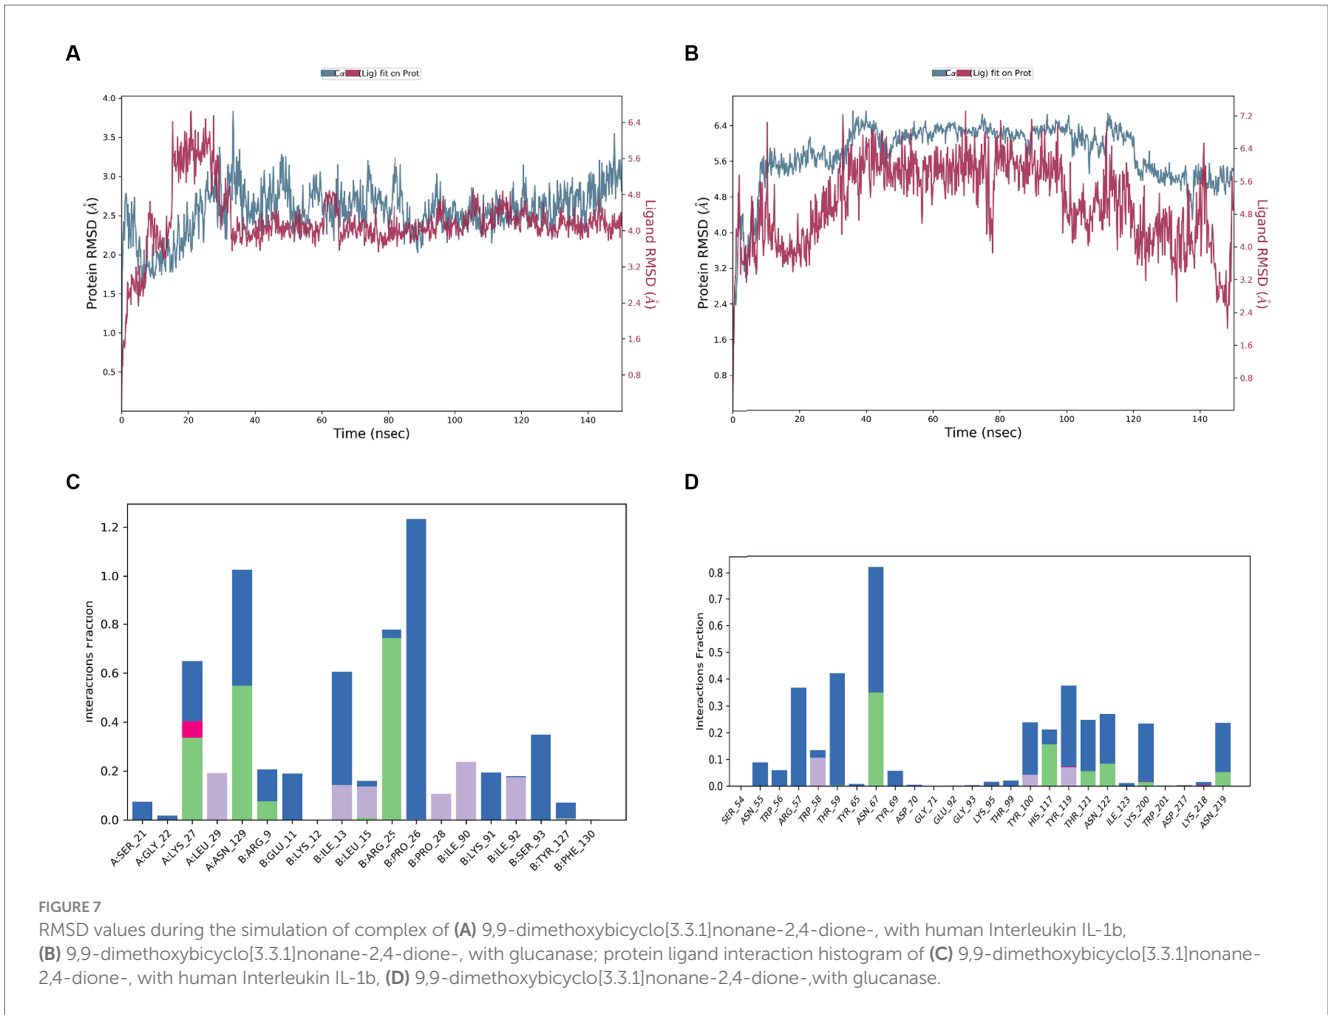 A
Cα (Lig) fit on Prot
4.0
3.5
3.0
2.5
2.0
1.5
1.0
0.5
Protein RMSD (Å)
6.4
5.6
4.8
4.0
3.2
2.4
1.6
0.8
Ligand RMSD (Å)
0 20 40 60 80 100 120 140
Time (nsec)
B
Cα (Lig) fit on Prot
6.4
5.6
4.8
4.0
3.2
2.4
1.6
0.8
Protein RMSD (Å)
7.2
6.4
5.6
4.8
4.0
3.2
2.4
1.6
0.8
Ligand RMSD (Å)
0 20 40 60 80 100 120 140
Time (nsec)
C
1.2
1.0
0.8
0.6
0.4
0.2
0.0
Interactions Fraction
A:SER_21
A:GLY_22
A:LYS_27
A:LEU_29
A:ASN_129
B:ARG_9
B:GLU_11
B:LYS_12
B:ILE_13
B:LEU_15
B:ARG_25
B:PRO_26
B:PRO_28
B:ILE_90
B:LYS_91
B:ILE_92
B:SER_93
B:TYR_127
B:PHE_130
D
0.8
0.7
0.6
0.5
0.4
0.3
0.2
0.1
0.0
Interactions Fraction
SER_54
ASN_55
TRP_56
ARG_57
TRP_58
THR_59
TYR_65
ASN_67
TYR_69
ASP_70
GLY_71
GLU_92
GLY_93
LYS_95
THR_99
TYR_100
HIS_117
TYR_119
THR_121
ASN_122
ILE_123
LYS_200
TRP_201
ASP_217
LYS_218
ASN_219
FIGURE 7
RMSD values during the simulation of complex of (A) 9,9-dimethoxybicyclo[3.3.1]nonane-2,4-dione-, with human Interleukin IL-1b,
(B) 9,9-dimethoxybicyclo[3.3.1]nonane-2,4-dione-, with glucanase; protein ligand interaction histogram of (C) 9,9-dimethoxybicyclo[3.3.1]nonane-
2,4-dione-, with human Interleukin IL-1b, (D) 9,9-dimethoxybicyclo[3.3.1]nonane-2,4-dione-,with glucanase.